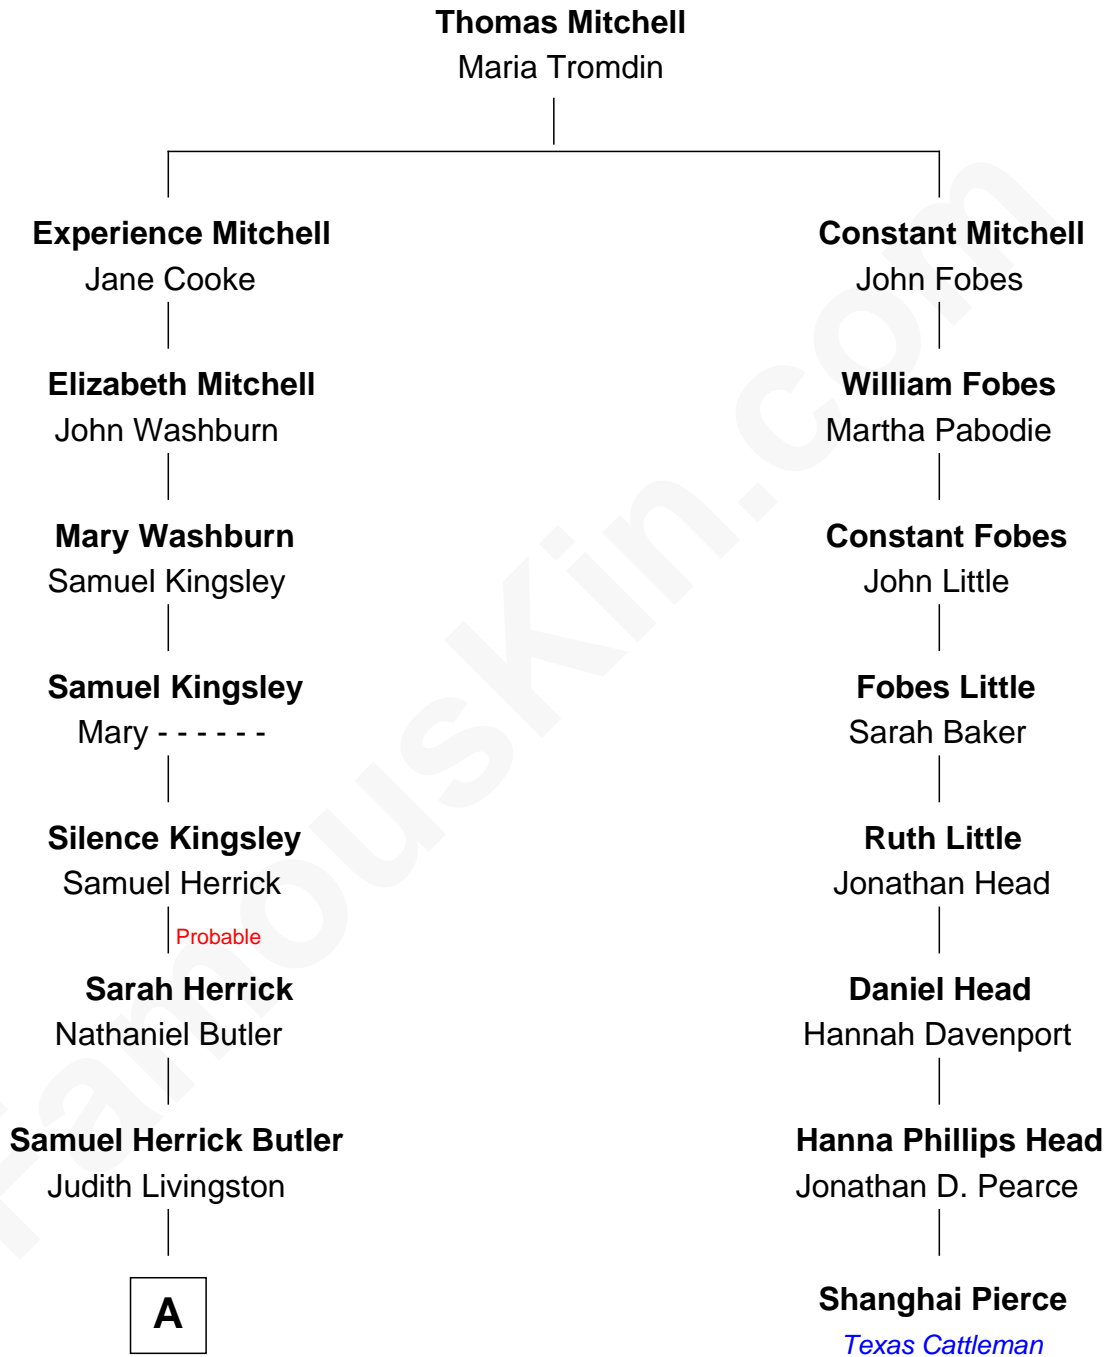 Thomas Mitchell
Maria Tromdin
Experience Mitchell
Jane Cooke
Constant Mitchell
John Fobes
Elizabeth Mitchell
John Washburn
William Fobes
Martha Pabodie
Mary Washburn
Samuel Kingsley
Constant Fobes
John Little
Samuel Kingsley
Mary - - - - - -
Fobes Little
Sarah Baker
Silence Kingsley
Samuel Herrick
Ruth Little
Jonathan Head
Probable
Sarah Herrick
Nathaniel Butler
Daniel Head
Hannah Davenport
Samuel Herrick Butler
Judith Livingston
Hanna Phillips Head
Jonathan D. Pearce
A
Shanghai Pierce
Texas Cattleman
FamousKin.com